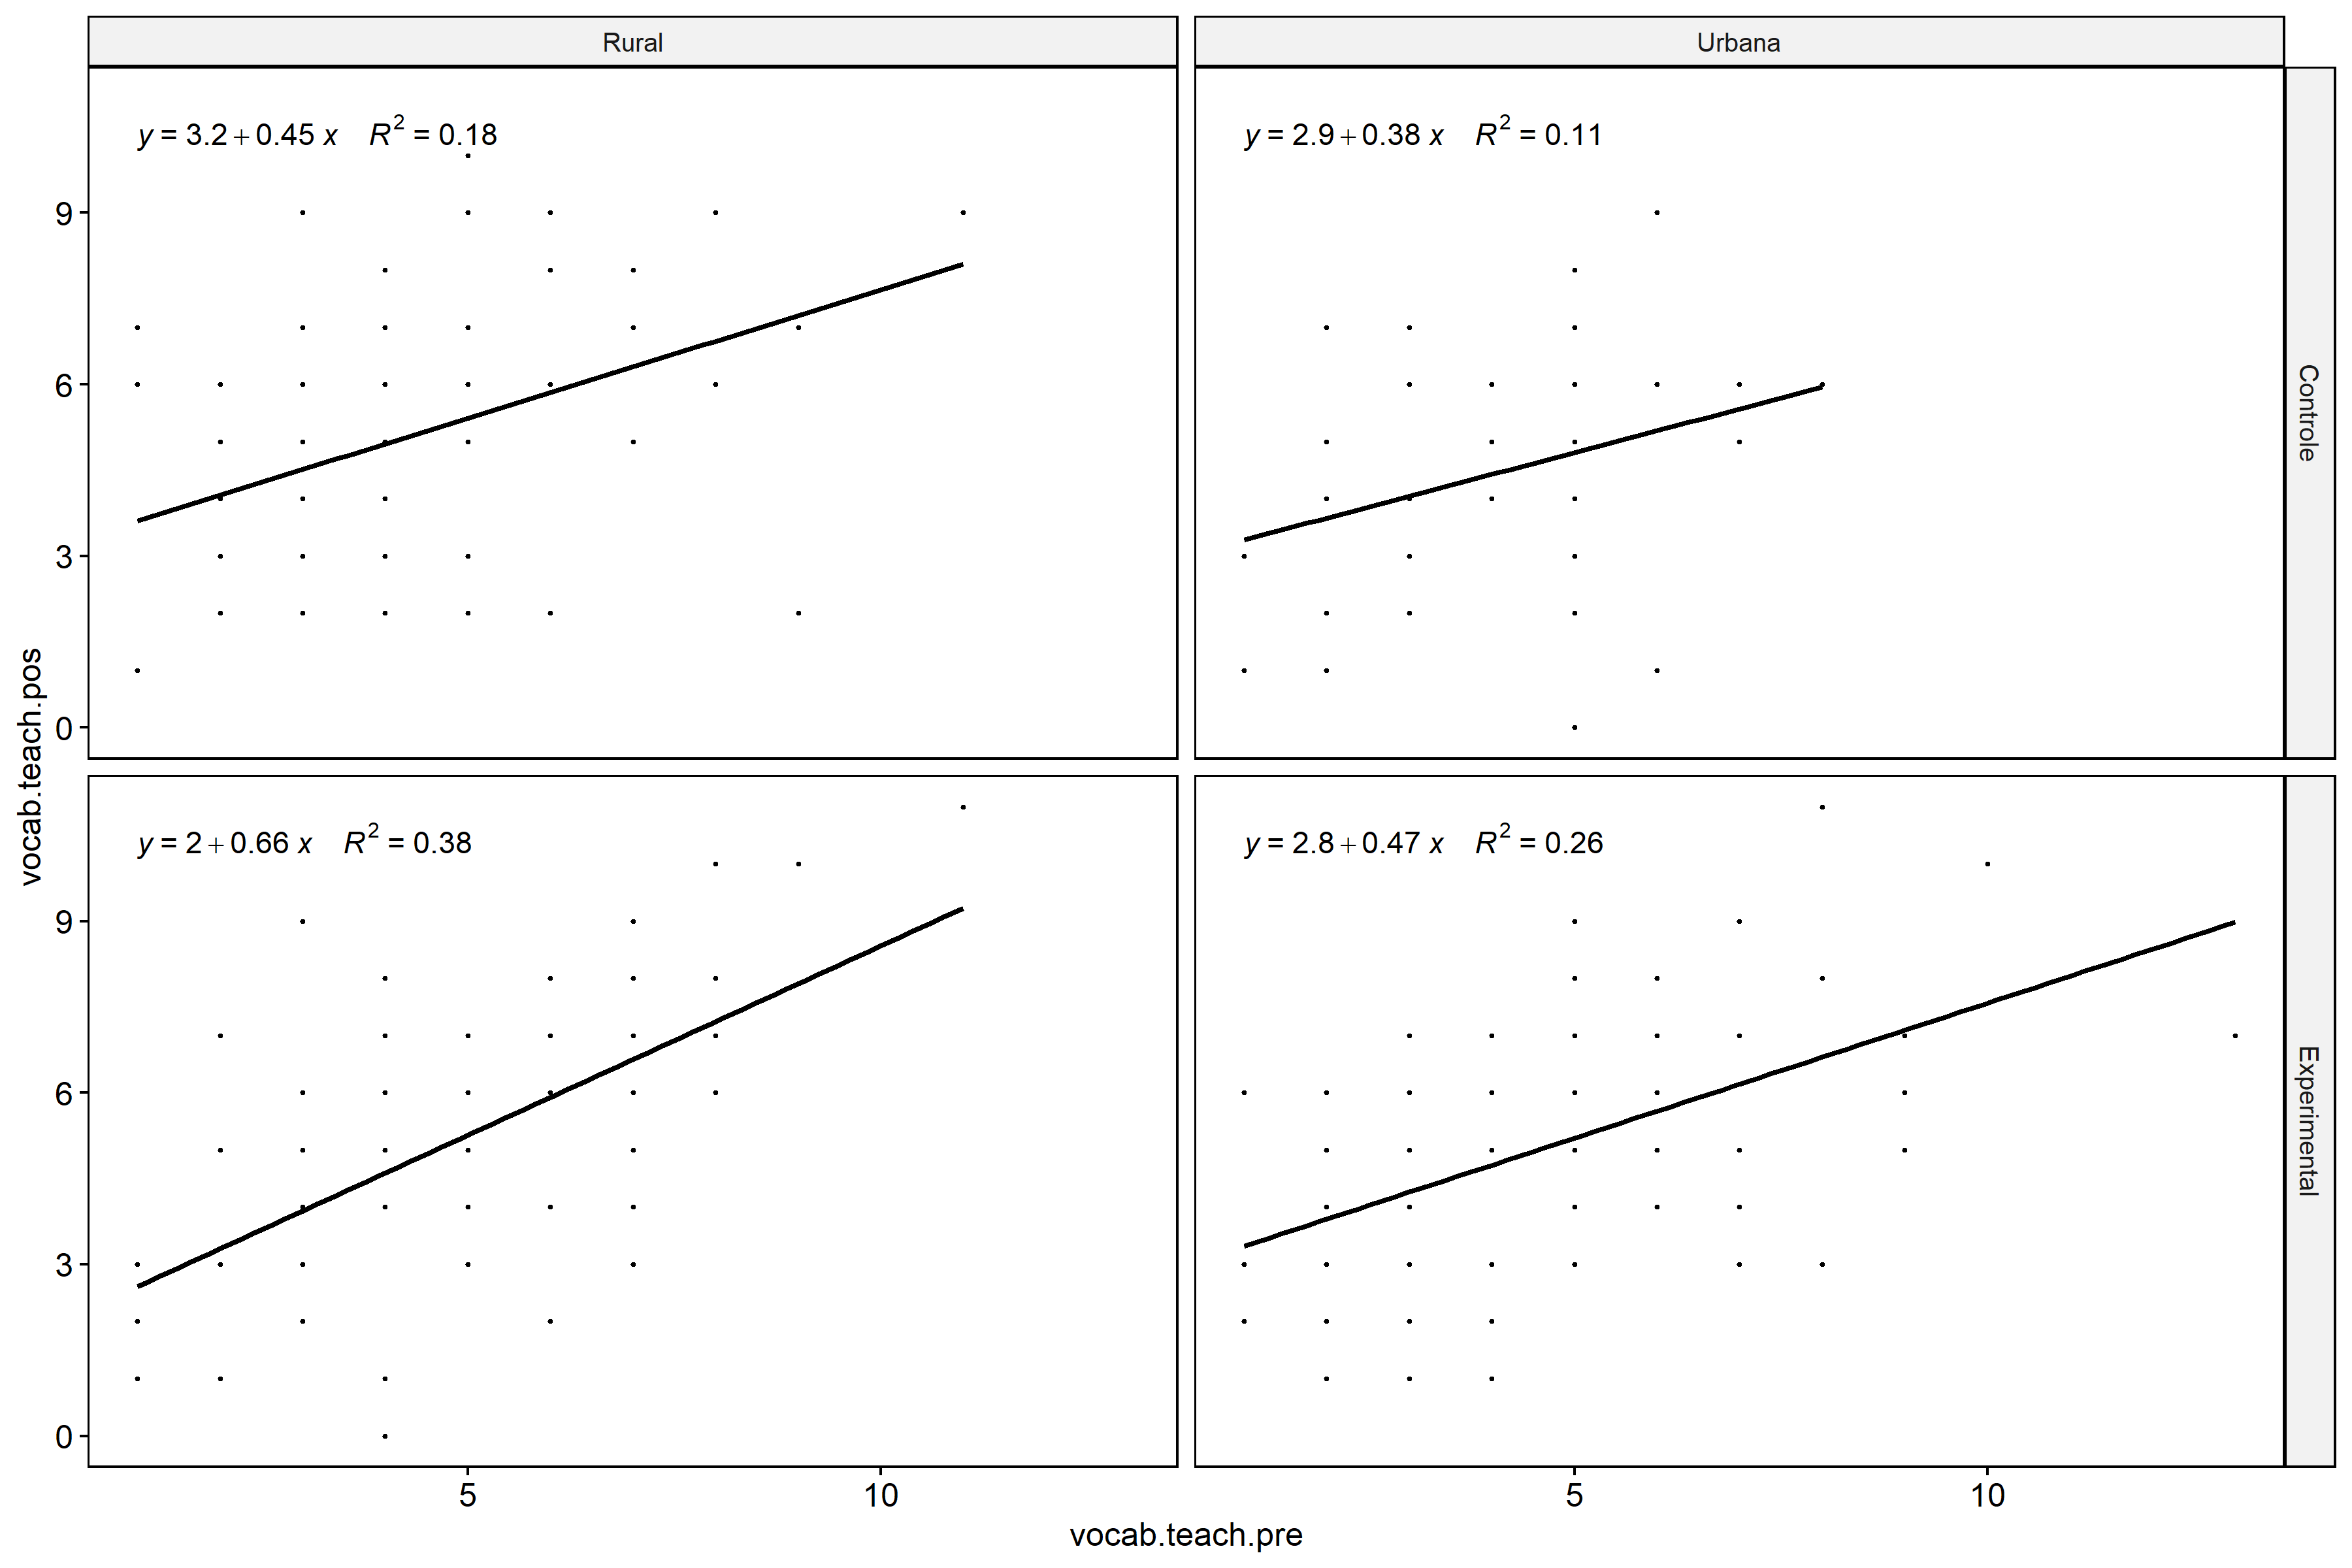 Rural
Urbana
y = 3.2 + 0.45 x R² = 0.18
y = 2.9 + 0.38 x R² = 0.11
9
6
3
0
Controle
vocab.teach.pos
y = 2 + 0.66 x R² = 0.38
y = 2.8 + 0.47 x R² = 0.26
9
6
3
0
Experimental
5
10
5
10
vocab.teach.pre